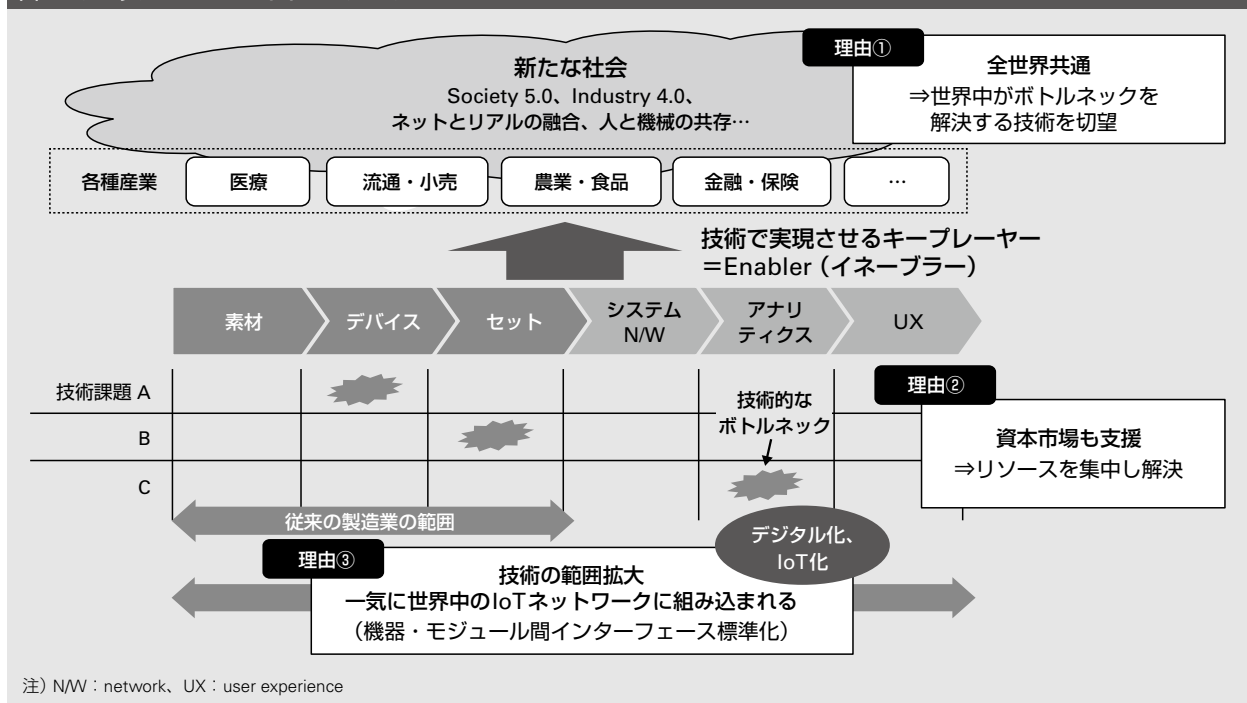 新たな社会
Society 5.0、Industry 4.0、
ネットとリアルの融合、人と機械の共存…
理由①
全世界共通
⇒世界中がボトルネックを
解決する技術を切望
各種産業
医療
流通・小売
農業・食品
金融・保険
…
技術で実現させるキープレーヤー
＝Enabler（イネーブラー）
素材
デバイス
セット
システム
N/W
アナリ
ティクス
UX
技術課題 A
B
C
技術的な
ボトルネック
理由②
資本市場も支援
⇒リソースを集中し解決
従来の製造業の範囲
デジタル化、
IoT化
理由③
技術の範囲拡大
一気に世界中のIoTネットワークに組み込まれる
（機器・モジュール間インターフェース標準化）
注）N/W：network、UX：user experience